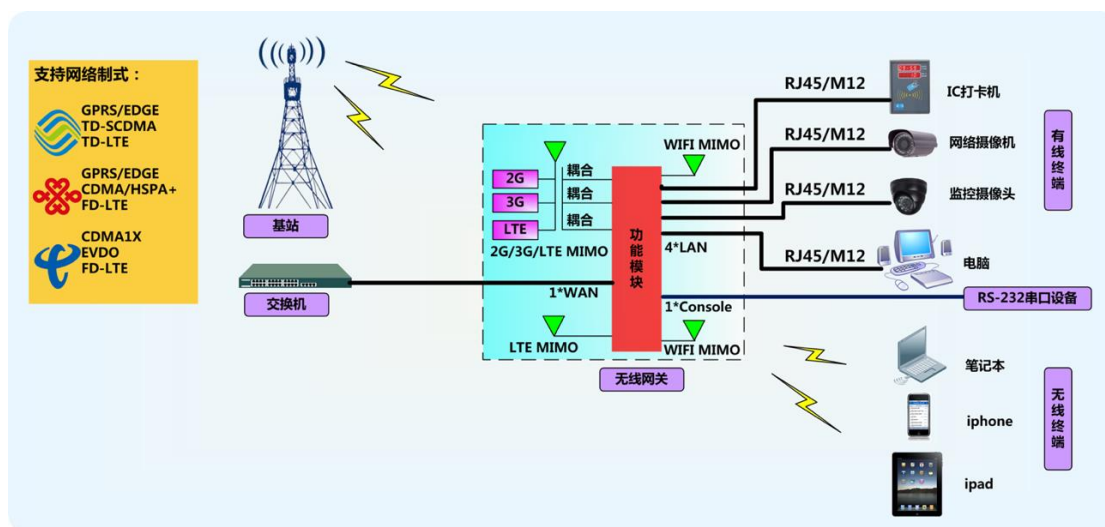 支持网络制式：
GPRS/EDGE
TD-SCDMA
TD-LTE
GPRS/EDGE
CDMA/HSPA+
FD-LTE
CDMA1X
EVDO
FD-LTE
基站
交换机
WIFI MIMO
2G
耦合
3G
耦合
LTE
耦合
2G/3G/LTE MIMO
功能模块
4*LAN
1*WAN
1*Console
LTE MIMO
WIFI MIMO
无线网关
RJ45/M12
IC打卡机
RJ45/M12
网络摄像机
RJ45/M12
监控摄像头
RJ45/M12
电脑
有线终端
RS-232串口设备
笔记本
iphone
ipad
无线终端